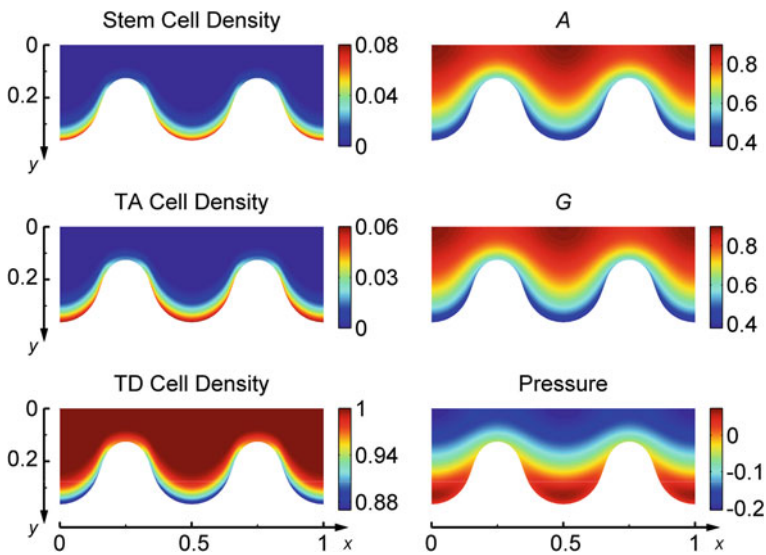 Stem Cell Density
A
0
0.2
y
0.08
0.04
0
0.8
0.6
0.4
TA Cell Density
G
0
0.2
y
0.06
0.03
0
0.8
0.6
0.4
TD Cell Density
Pressure
0
0.2
y
1
0.94
0.88
0
-0.1
-0.2
0 0.5 1 x
0 0.5 1 x